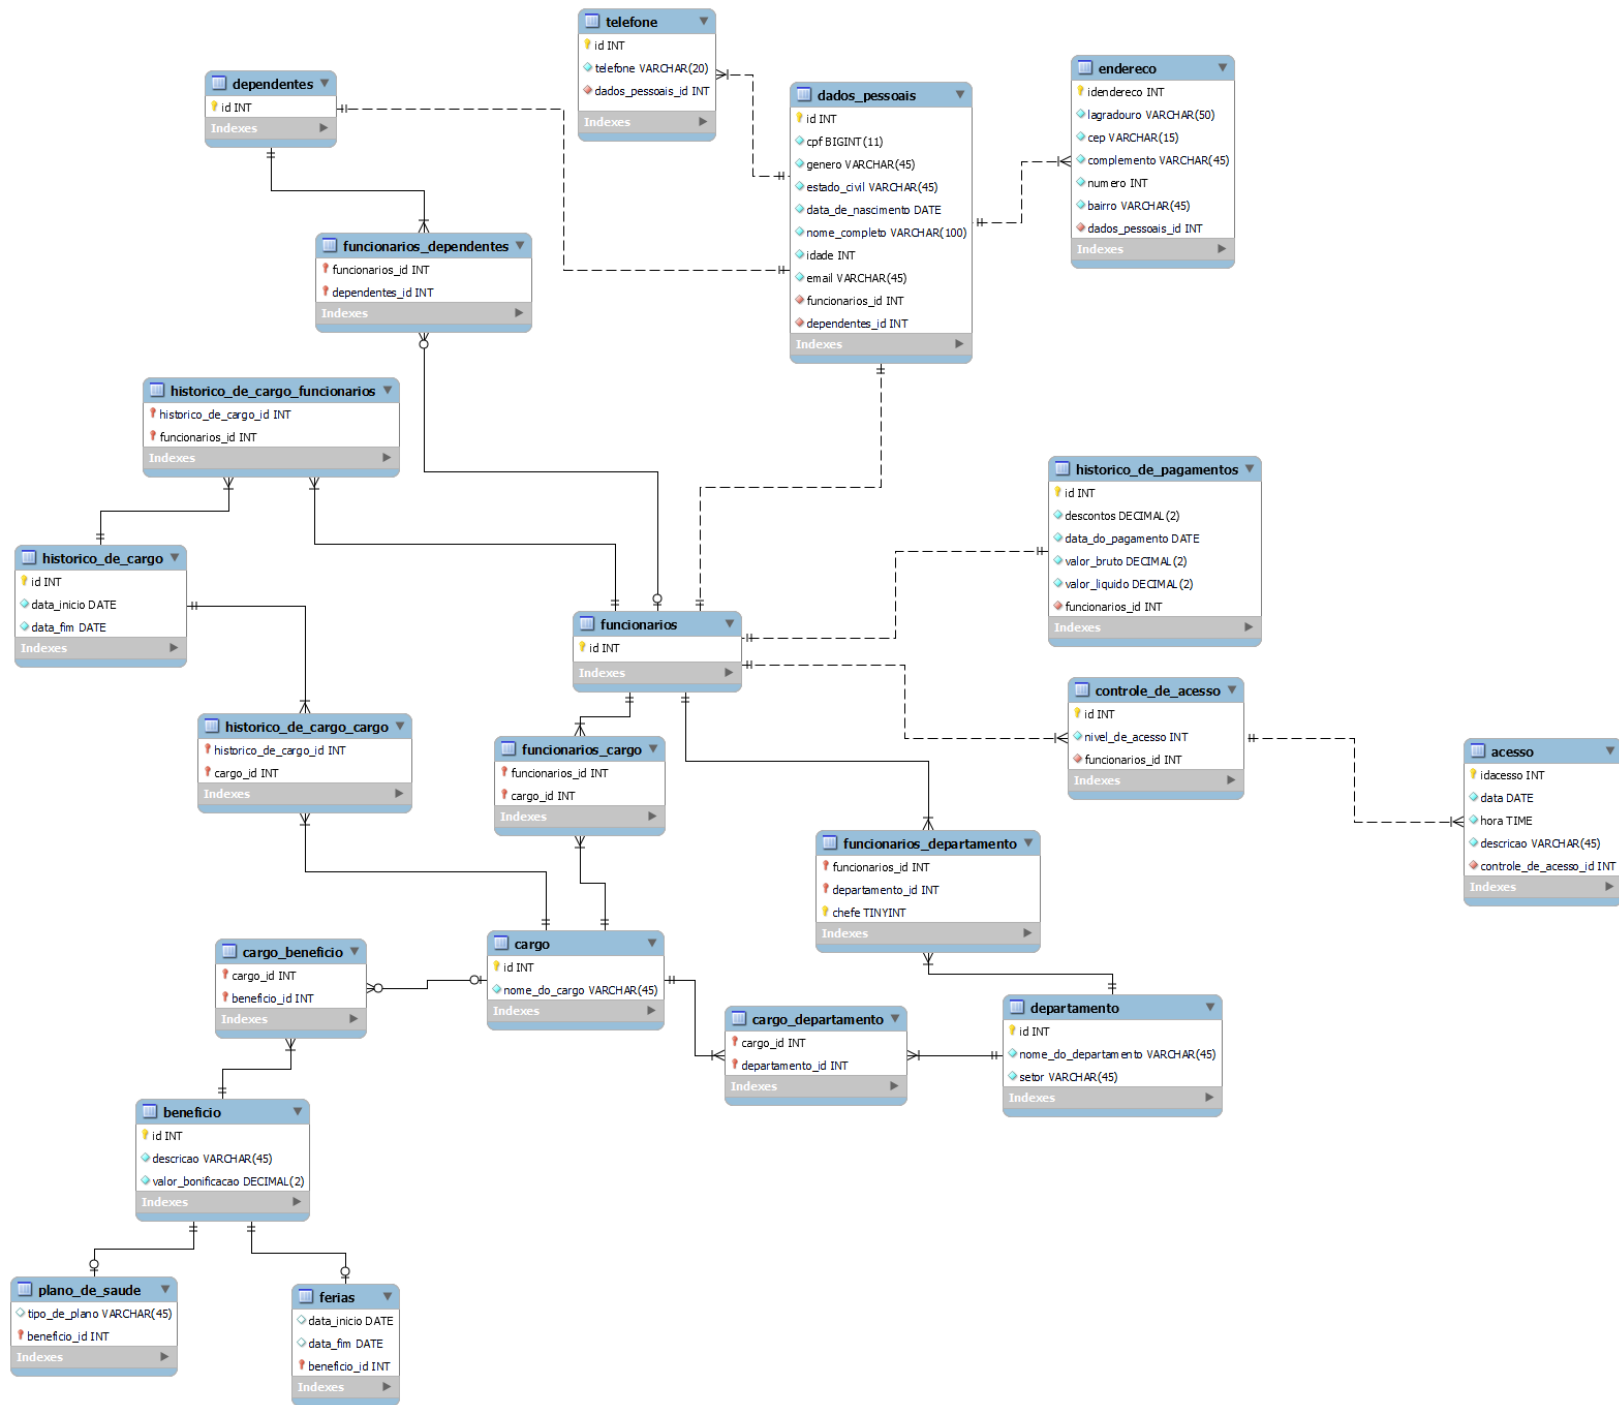 telefone
id INT
telefone VARCHAR(20)
dados_pessoais_id INT
Indexes
dependentes
id INT
Indexes
dados_pessoais
id INT
cpf BIGINT(11)
genero VARCHAR(45)
estado_civil VARCHAR(45)
data_de_nascimento DATE
nome_completo VARCHAR(100)
idade INT
email VARCHAR(45)
funcionarios_id INT
dependentes_id INT
Indexes
endereco
idendereco INT
lagradouro VARCHAR(50)
cep VARCHAR(15)
complemento VARCHAR(45)
numero INT
bairro VARCHAR(45)
dados_pessoais_id INT
Indexes
funcionarios_dependentes
funcionarios_id INT
dependentes_id INT
Indexes
historico_de_cargo_funcionarios
historico_de_cargo_id INT
funcionarios_id INT
Indexes
historico_de_pagamentos
id INT
descontos DECIMAL(2)
data_do_pagamento DATE
valor_bruto DECIMAL(2)
valor_liquido DECIMAL(2)
funcionarios_id INT
Indexes
historico_de_cargo
id INT
data_inicio DATE
data_fim DATE
Indexes
funcionarios
id INT
Indexes
controle_de_acesso
id INT
nivel_de_acesso INT
funcionarios_id INT
Indexes
historico_de_cargo_cargo
historico_de_cargo_id INT
cargo_id INT
Indexes
funcionarios_cargo
funcionarios_id INT
cargo_id INT
Indexes
acesso
idacesso INT
data DATE
hora TIME
descricao VARCHAR(45)
controle_de_acesso_id INT
Indexes
funcionarios_departamento
funcionarios_id INT
departamento_id INT
chefe TINYINT
Indexes
cargo_beneficio
cargo_id INT
beneficio_id INT
Indexes
cargo
id INT
nome_do_cargo VARCHAR(45)
Indexes
cargo_departamento
cargo_id INT
departamento_id INT
Indexes
departamento
id INT
nome_do_departamento VARCHAR(45)
setor VARCHAR(45)
Indexes
beneficio
id INT
descricao VARCHAR(45)
valor_bonificacao DECIMAL(2)
Indexes
plano_de_saude
tipo_de_plano VARCHAR(45)
beneficio_id INT
Indexes
ferias
data_inicio DATE
data_fim DATE
beneficio_id INT
Indexes